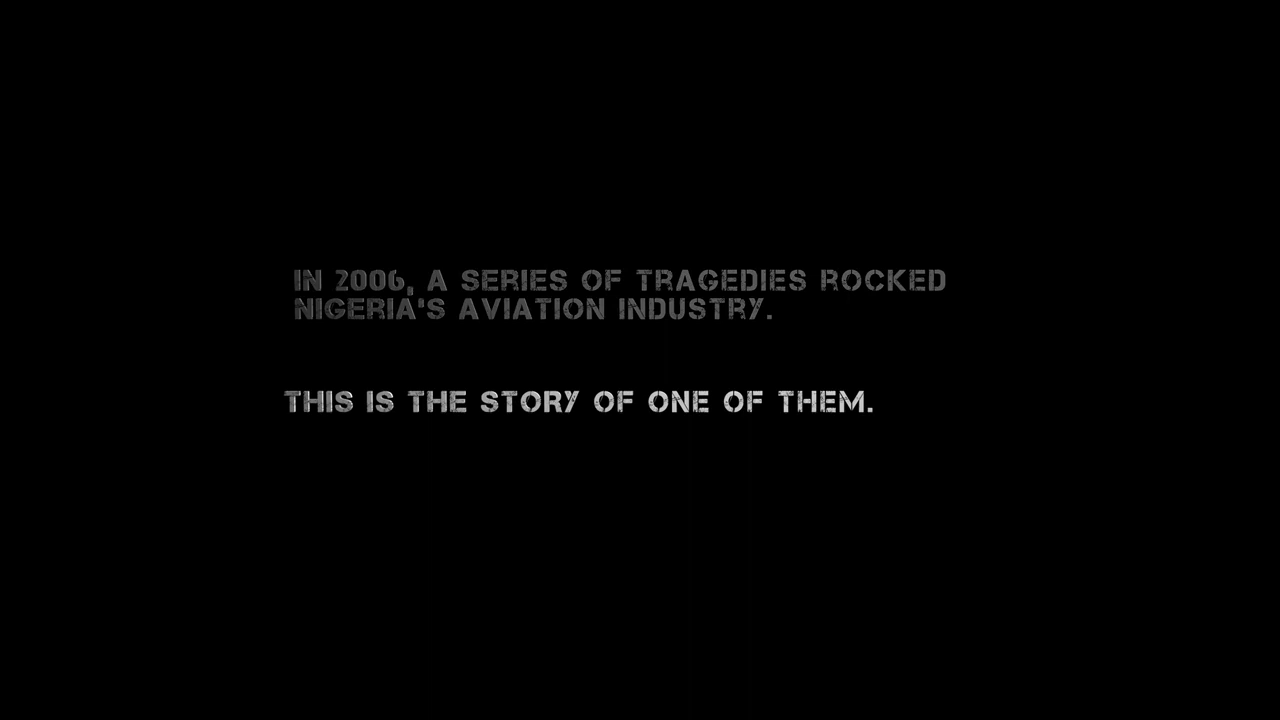 IN 2006, A SERIES OF TRAGEDIES ROCKED
NIGERIA'S AVIATION INDUSTRY.
THIS IS THE STORY OF ONE OF THEM.